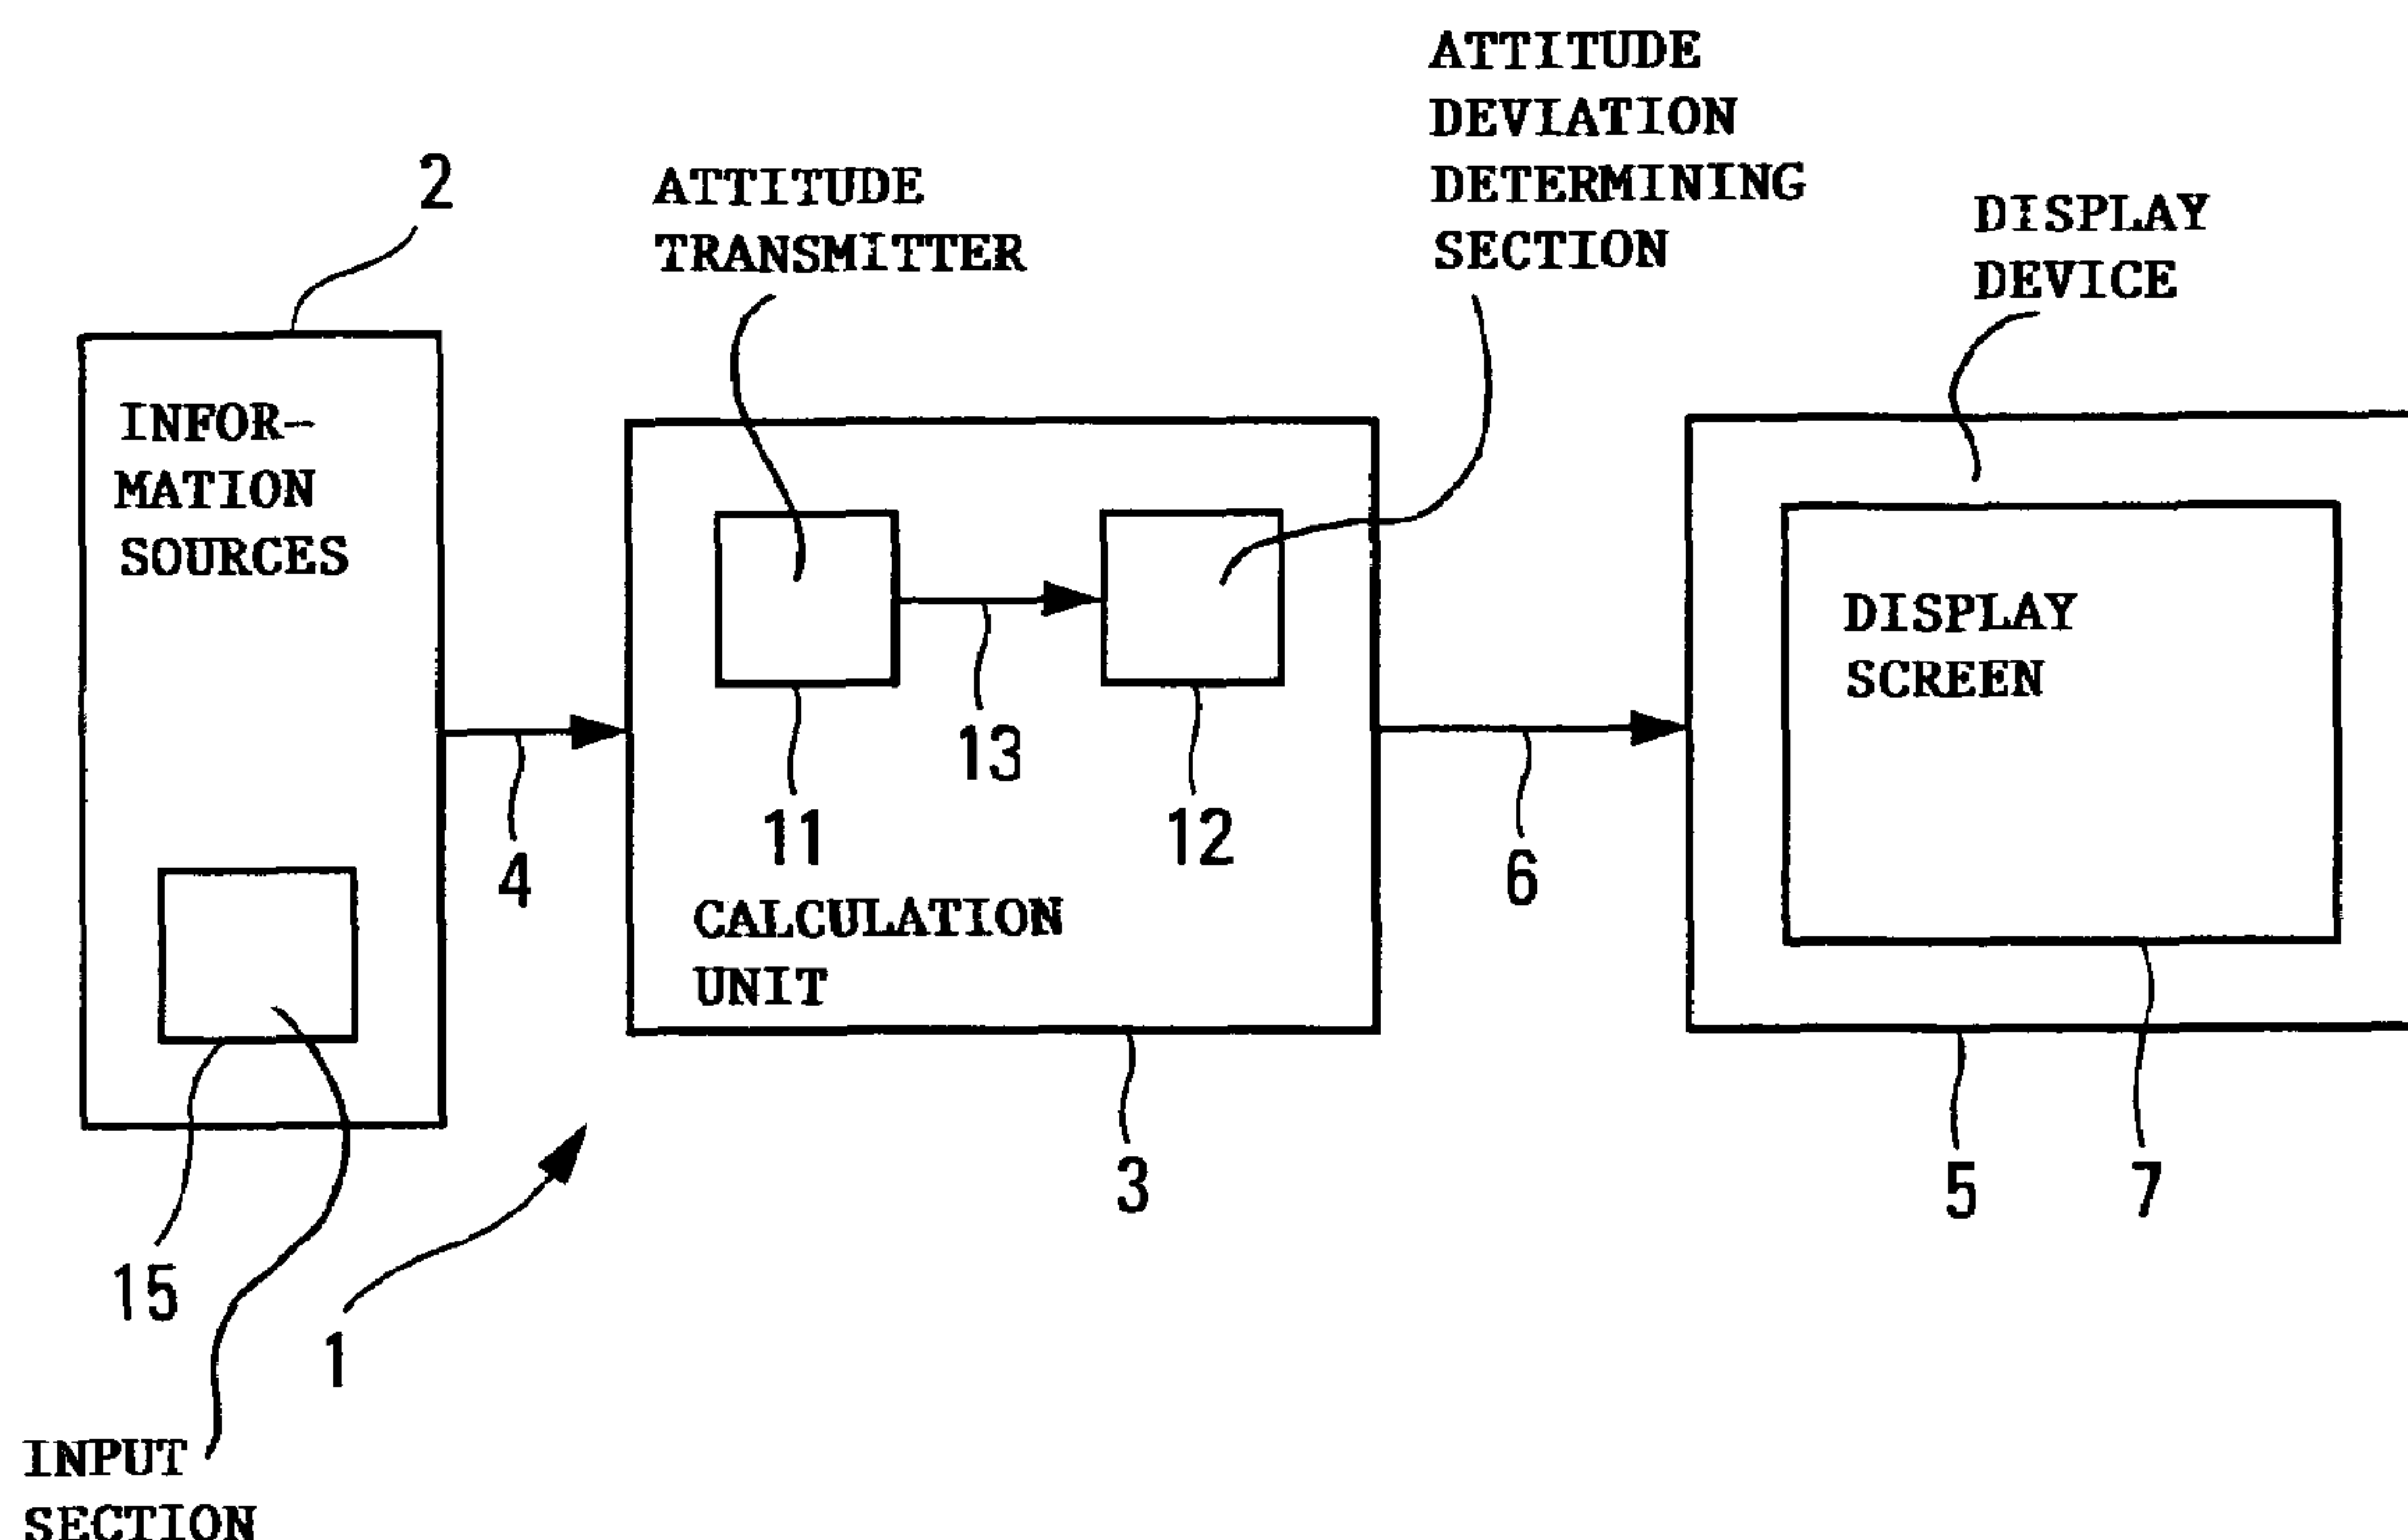 ATTITUDE
DEVIATION
DETERMINING
SECTION
2
ATTITUDE
TRANSMITTER
DISPLAY
DEVICE
INFOR-
MATION
SOURCES
DISPLAY
SCREEN
13
11
12
4
6
CALCULATION
UNIT
3
5
7
15
1
INPUT
SECTION